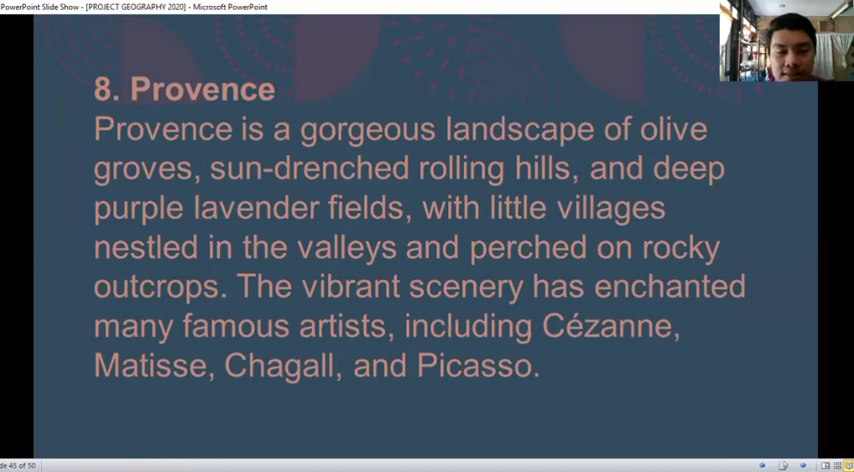 PowerPoint Slide Show - [PROJECT GEOGRAPHY 2020] - Microsoft PowerPoint
8. Provence
Provence is a gorgeous landscape of olive
groves, sun-drenched rolling hills, and deep
purple lavender fields, with little villages
nestled in the valleys and perched on rocky
outcrops. The vibrant scenery has enchanted
many famous artists, including Cézanne,
Matisse, Chagall, and Picasso.
de 45 of 50